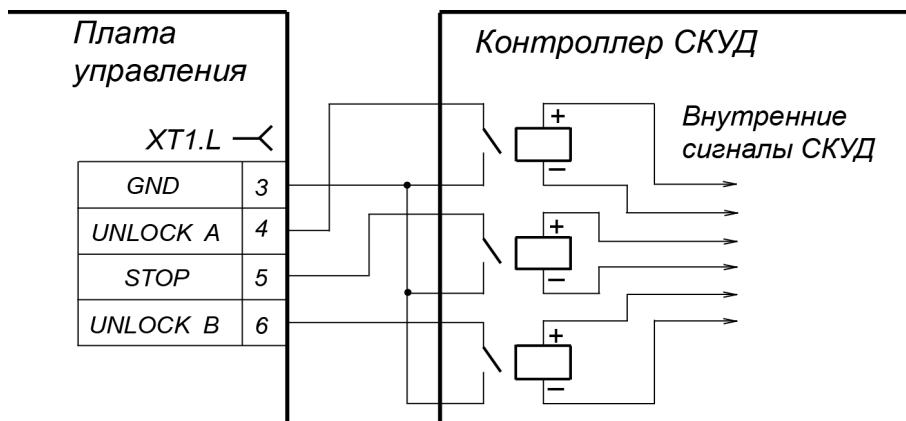 Плата
управления
Контроллер СКУД
XT1.L
GND 3
UNLOCK A 4
STOP 5
UNLOCK B 6
+
−
+
−
+
−
Внутренние
сигналы СКУД